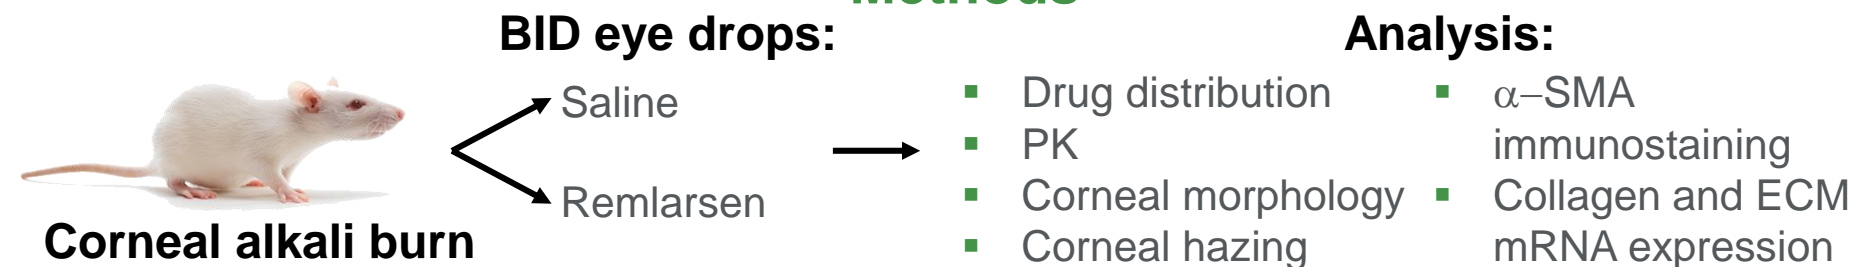 Methods
BID eye drops:
Saline
Remlarsen
Corneal alkali burn
Analysis:
▪ Drug distribution
▪ PK
▪ Corneal morphology
▪ Corneal hazing
▪ α–SMA
immunostaining
▪ Collagen and ECM
mRNA expression